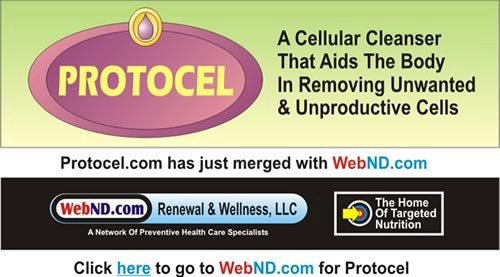 PROTOCEL
A Cellular Cleanser
That Aids The Body
In Removing Unwanted
& Unproductive Cells
Protocel.com has just merged with WebND.com
WebND.com Renewal & Wellness, LLC
A Network Of Preventive Health Care Specialists
The Home
Of Targeted
Nutrition
Click here to go to WebND.com for Protocel